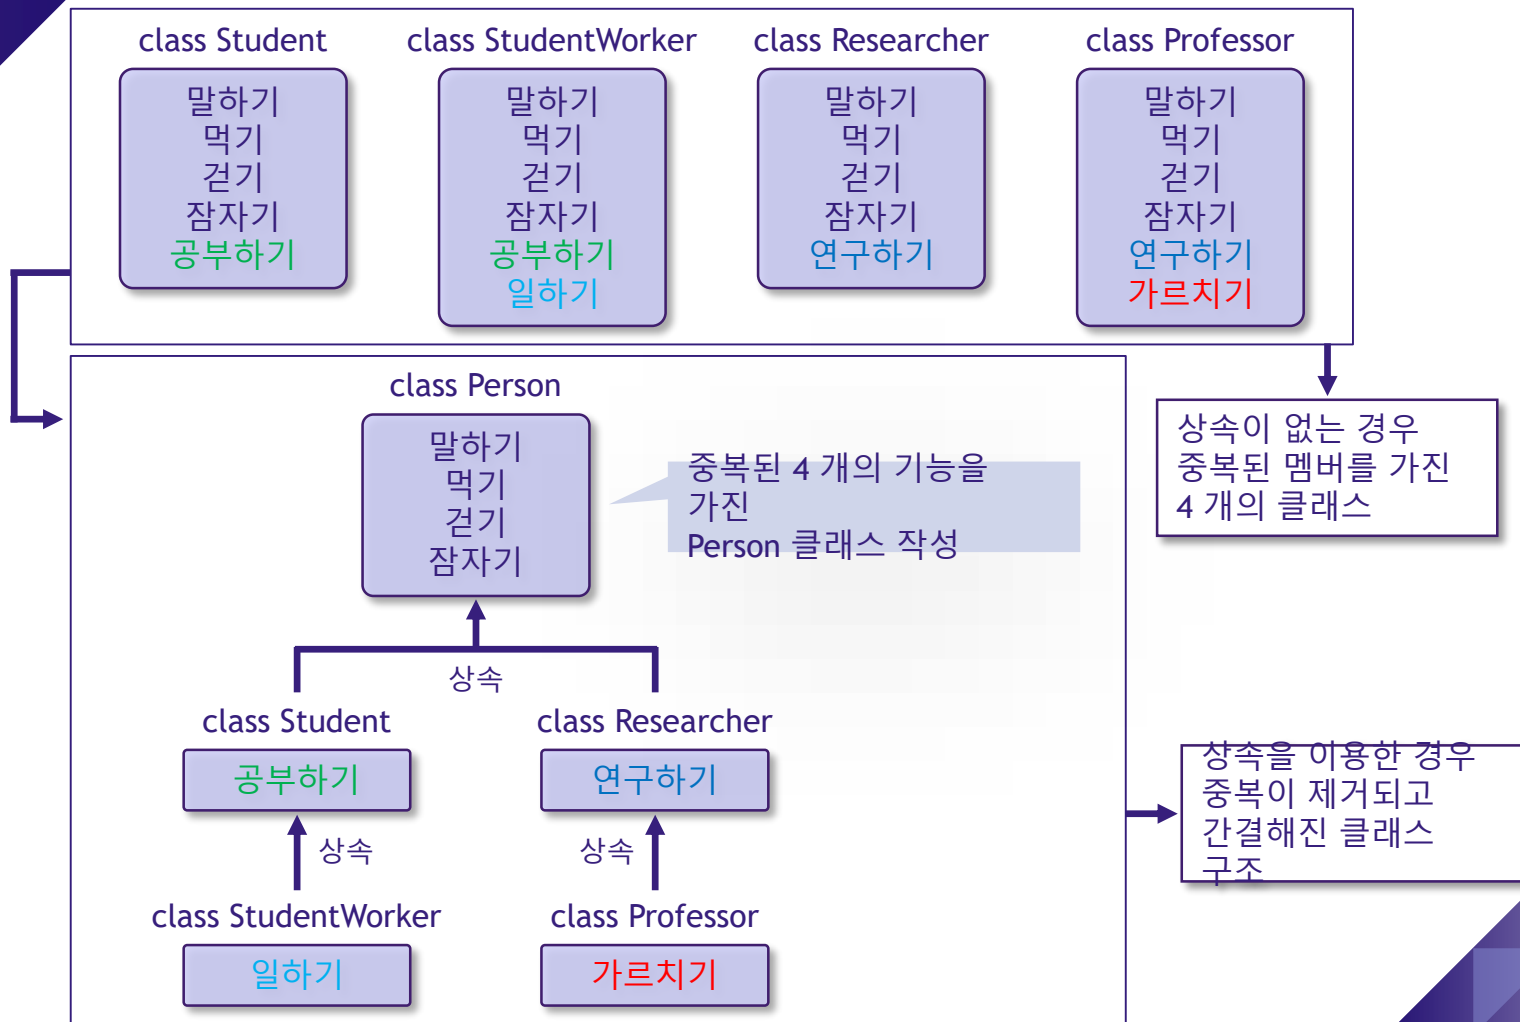 class Student
말하기
먹기
걷기
잠자기
공부하기
class StudentWorker
말하기
먹기
걷기
잠자기
공부하기
일하기
class Researcher
말하기
먹기
걷기
잠자기
연구하기
class Professor
말하기
먹기
걷기
잠자기
연구하기
가르치기
상속이 없는 경우
중복된 멤버를 가진
4 개의 클래스
class Person
말하기
먹기
걷기
잠자기
중복된 4 개의 기능을
가진
Person 클래스 작성
상속
class Student
공부하기
class Researcher
연구하기
상속
상속
class StudentWorker
일하기
class Professor
가르치기
상속을 이용한 경우
중복이 제거되고
간결해진 클래스
구조